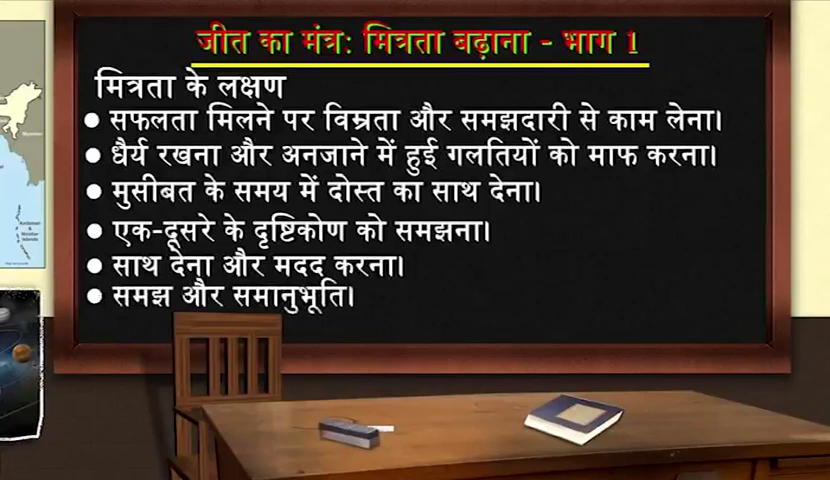 जीत का मंत्र: मित्रता बढ़ाना - भाग 1
मित्रता के लक्षण
● सफलता मिलने पर विम्रता और समझदारी से काम लेना।
● धैर्य रखना और अनजाने में हुई गलतियों को माफ करना।
● मुसीबत के समय में दोस्त का साथ देना।
● एक-दूसरे के दृष्टिकोण को समझना।
● साथ देना और मदद करना।
● समझ और समानुभूति।